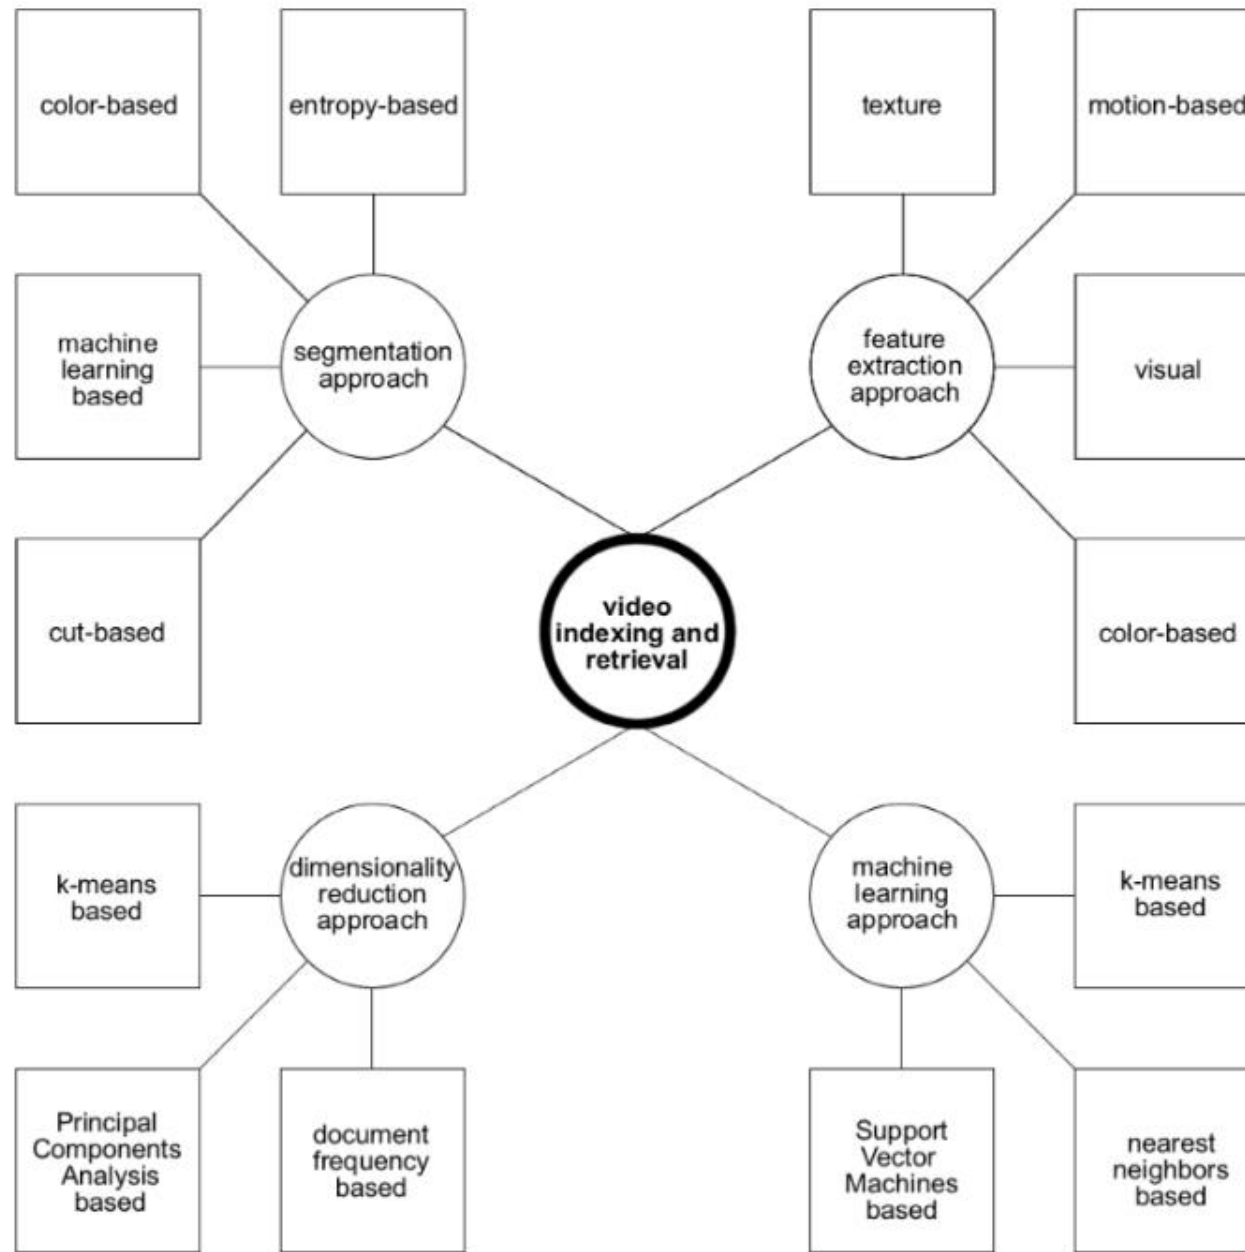 color-based
entropy-based
texture
motion-based
machine
learning
based
segmentation
approach
feature
extraction
approach
visual
cut-based
video
indexing and
retrieval
color-based
k-means
based
dimensionality
reduction
approach
machine
learning
approach
k-means
based
Principal
Components
Analysis
based
document
frequency
based
Support
Vector
Machines
based
nearest
neighbors
based